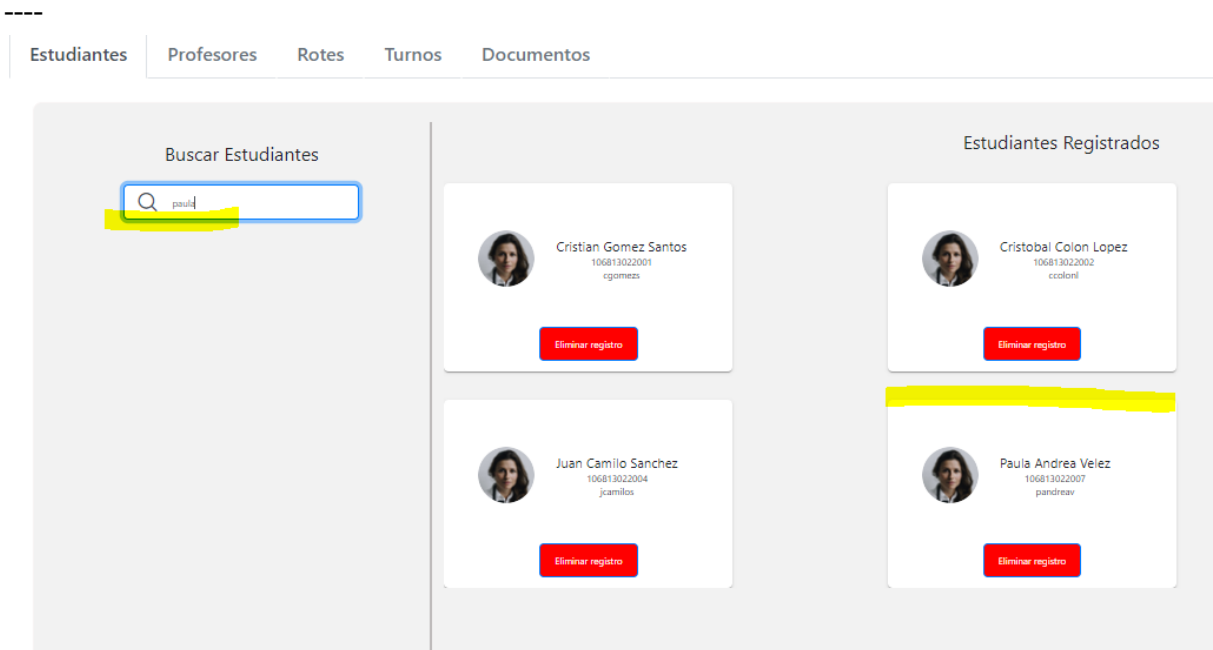 ----
Estudiantes Profesores Rotes Turnos Documentos
Buscar Estudiantes
paula
Estudiantes Registrados
Cristian Gomez Santos
106813022001
cgomezs
Eliminar registro
Cristobal Colon Lopez
106813022002
ccolonl
Eliminar registro
Juan Camilo Sanchez
106813022004
jcamilos
Eliminar registro
Paula Andrea Velez
106813022007
pandreav
Eliminar registro